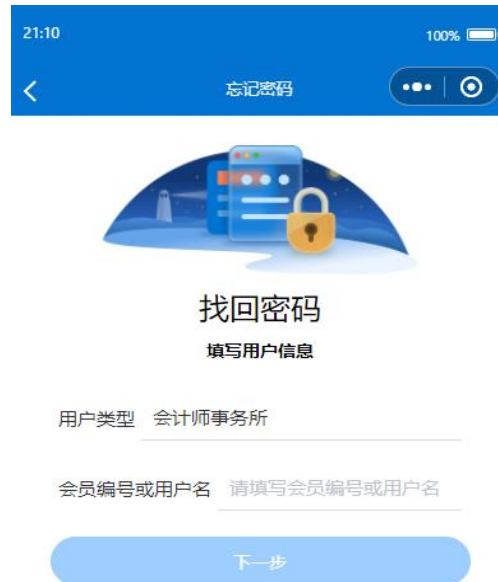 21:10
100%
忘记密码
找回密码
填写用户信息
用户类型 会计师事务所
会员编号或用户名 请填写会员编号或用户名
下一步